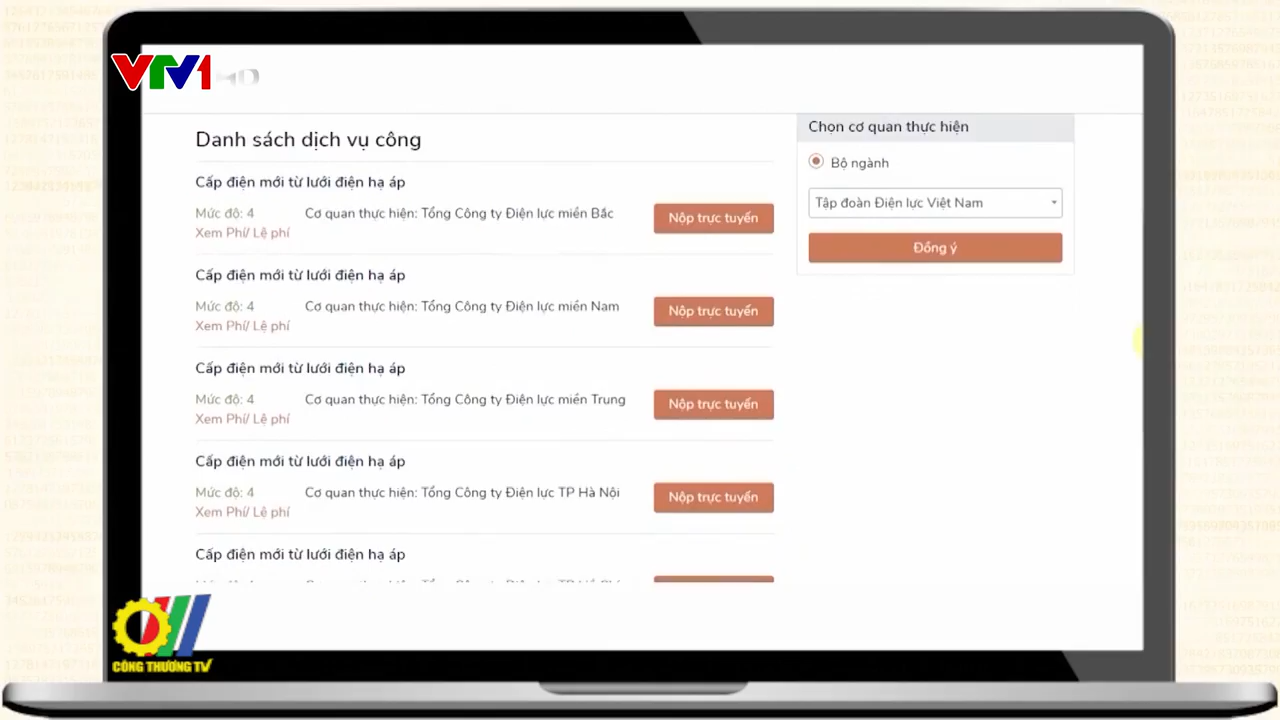 VTV1 HD
Danh sách dịch vụ công
Cấp điện mới từ lưới điện hạ áp
Mức độ: 4
Cơ quan thực hiện: Tổng Công ty Điện lực miền Bắc
Nộp trực tuyến
Xem Phí/ Lệ phí
Cấp điện mới từ lưới điện hạ áp
Mức độ: 4
Cơ quan thực hiện: Tổng Công ty Điện lực miền Nam
Nộp trực tuyến
Xem Phí/ Lệ phí
Cấp điện mới từ lưới điện hạ áp
Mức độ: 4
Cơ quan thực hiện: Tổng Công ty Điện lực miền Trung
Nộp trực tuyến
Xem Phí/ Lệ phí
Cấp điện mới từ lưới điện hạ áp
Mức độ: 4
Cơ quan thực hiện: Tổng Công ty Điện lực TP Hà Nội
Nộp trực tuyến
Xem Phí/ Lệ phí
Cấp điện mới từ lưới điện hạ áp
Chọn cơ quan thực hiện
Bộ ngành
Tập đoàn Điện lực Việt Nam
Đồng ý
CÔNG THƯƠNG TV